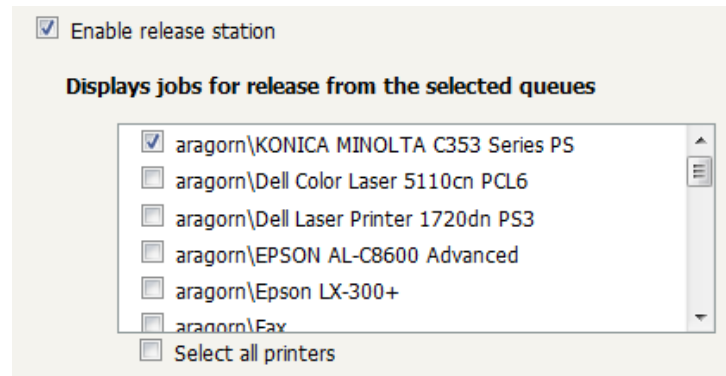 Enable release station
Displays jobs for release from the selected queues
aragorn\KONICA MINOLTA C353 Series PS
aragorn\Dell Color Laser 5110cn PCL6
aragorn\Dell Laser Printer 1720dn PS3
aragorn\EPSON AL-C8600 Advanced
aragorn\Epson LX-300+
aragorn\Fax
Select all printers